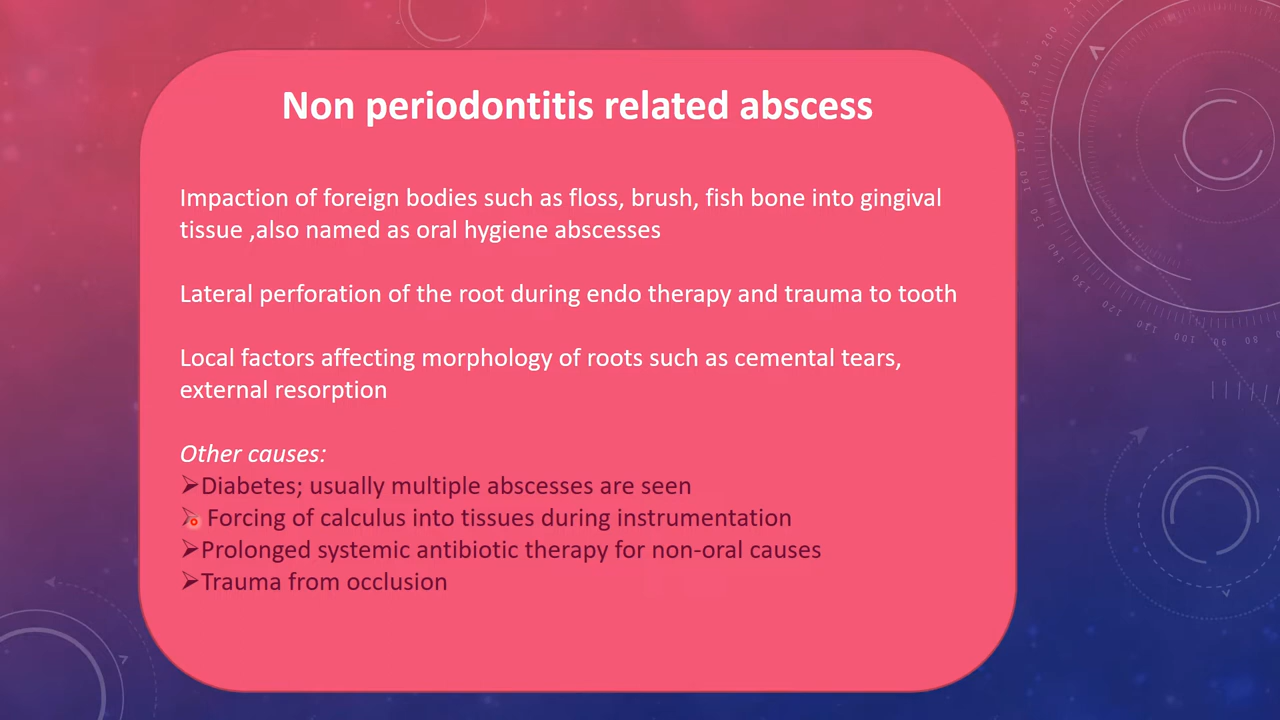 Non periodontitis related abscess
Impaction of foreign bodies such as floss, brush, fish bone into gingival
tissue ,also named as oral hygiene abscesses
Lateral perforation of the root during endo therapy and trauma to tooth
Local factors affecting morphology of roots such as cemental tears,
external resorption
Other causes:
➢Diabetes; usually multiple abscesses are seen
➢ Forcing of calculus into tissues during instrumentation
➢Prolonged systemic antibiotic therapy for non-oral causes
➢Trauma from occlusion